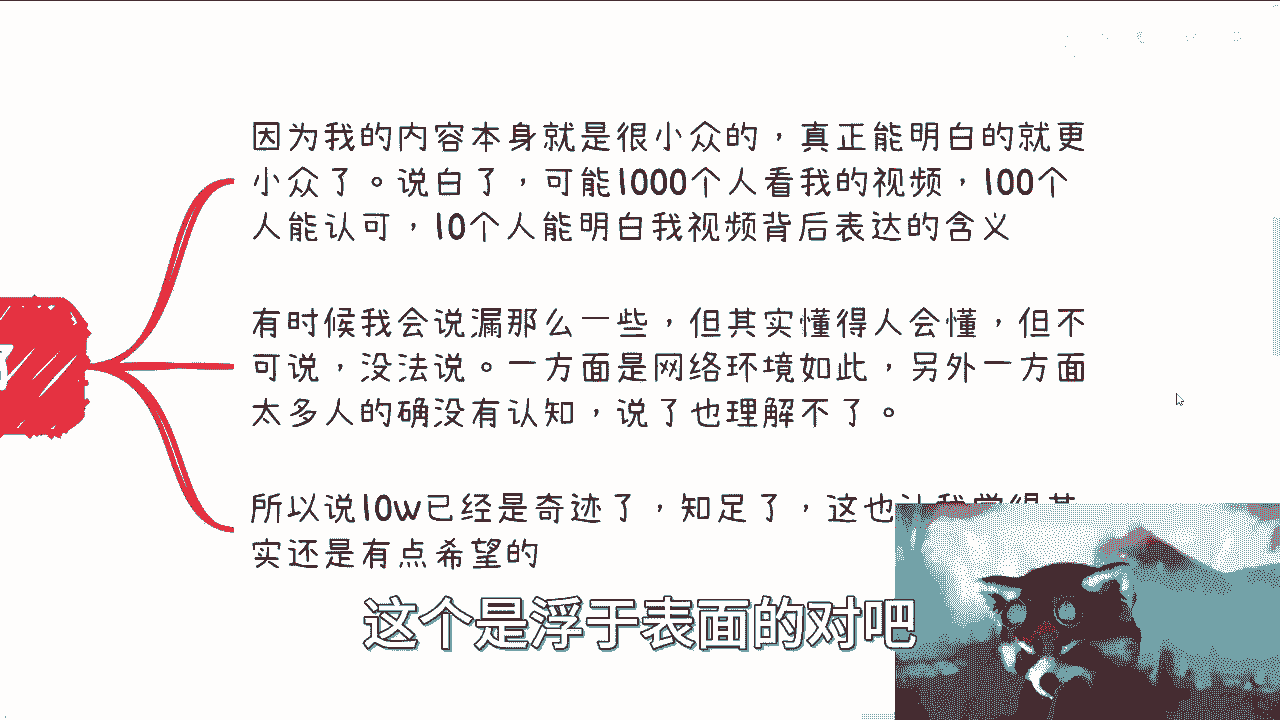 因为我的内容本身就是很小众的，真正能明白的就更
小众了。说白了，可能1000个人看我的视频，100个
人能认可，10个人能明白我视频背后表达的含义
有时候我会说漏那么一些，但其实懂得人会懂，但不
可说，没法说。一方面是网络环境如此，另外一方面
太多人的确没有认知，说了也理解不了。
所以说10w已经是奇迹了，知足了，这也让我觉得其
实还是有点希望的
这个是浮于表面的对吧